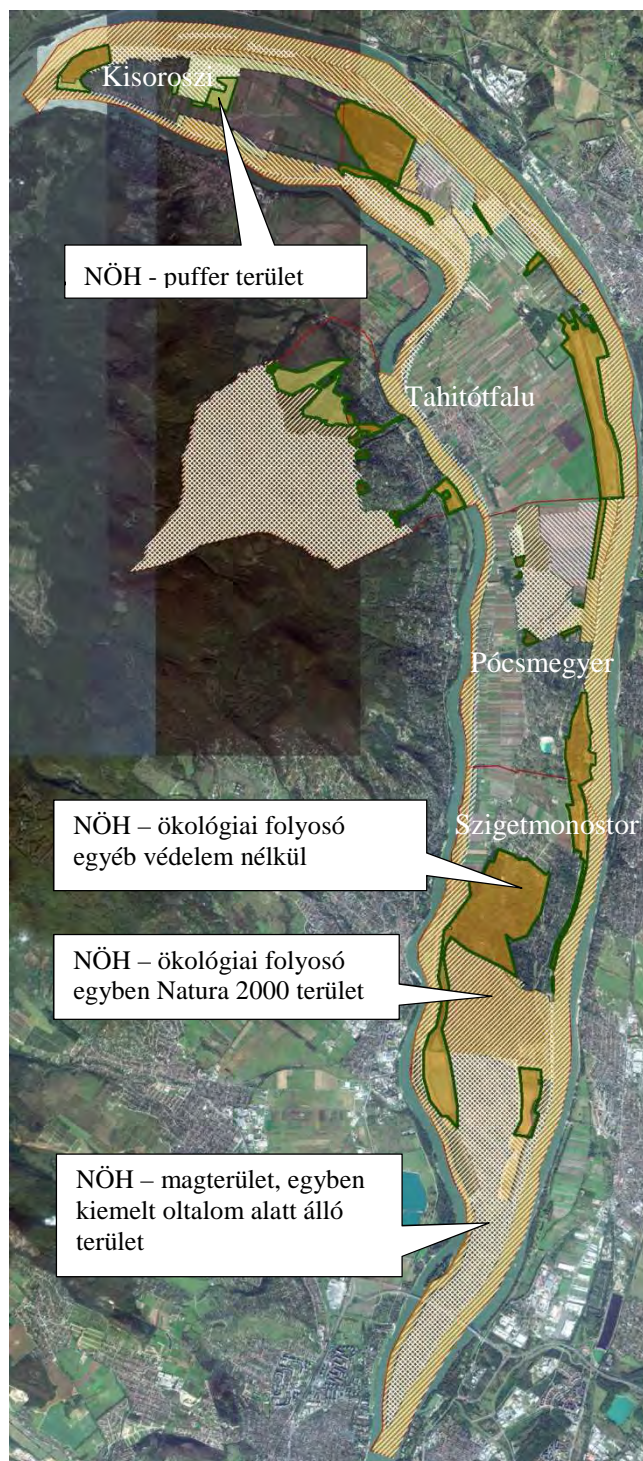 Kisoroszi
NÖH - puffer terület
Tahitótfalu
Pócsmegyer
Szigetmonostor
NÖH – ökológiai folyosó
egyéb védelem nélkül
NÖH – ökológiai folyosó
egyben Natura 2000 terület
NÖH – magterület, egyben
kiemelt oltalom alatt álló
terület